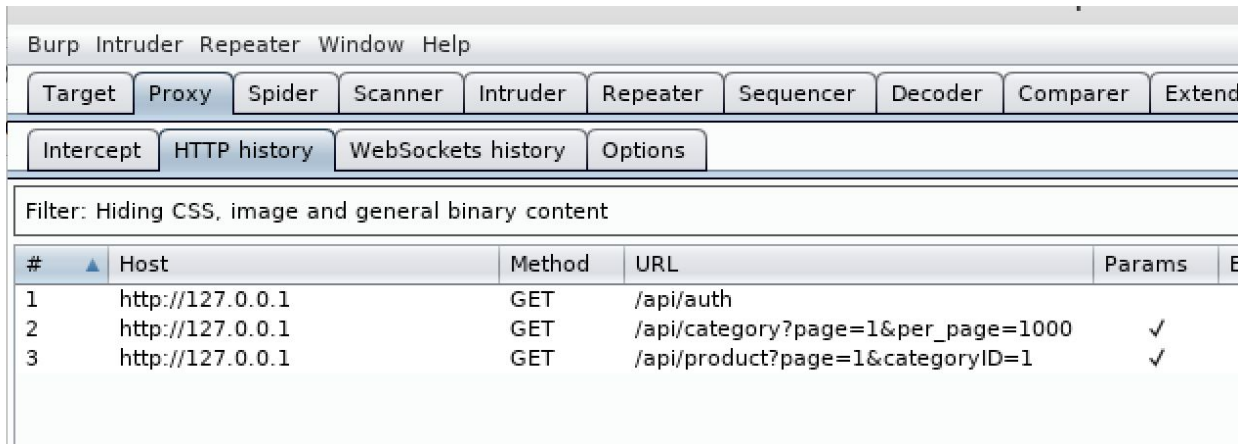 Burp Intruder Repeater Window Help
Target Proxy Spider Scanner Intruder Repeater Sequencer Decoder Comparer Extend
Intercept HTTP history WebSockets history Options
Filter: Hiding CSS, image and general binary content
# Host Method URL Params
1 http://127.0.0.1 GET /api/auth
2 http://127.0.0.1 GET /api/category?page=1&per_page=1000 ✓
3 http://127.0.0.1 GET /api/product?page=1&categoryID=1 ✓